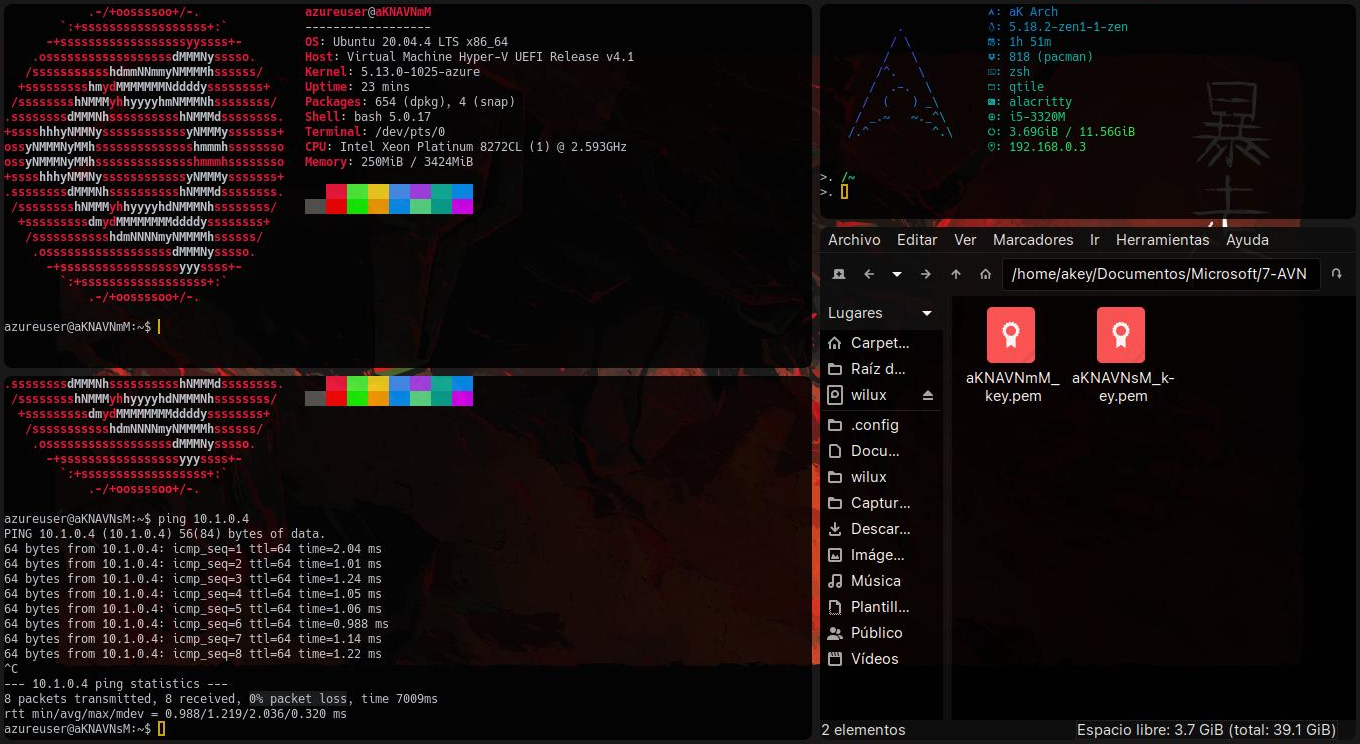 .-/+oossssoo+/-.
`:+ssssssssssssssssss+:`
-+ssssssssssssssssssyyssss+-
.ossssssssssssssssssdMMMNysssso.
/ssssssssssshdmmNNmmyNMMMMhssssss/
+ssssssssshmydMMMMMMMNddddyssssssss+
/sssssssshNMMMyhhyyyyhmNMMMNhssssssss/
.ssssssssdMMMNhsssssssssshNMMMdssssssss.
+sssshhhyNMMNyssssssssssssyNMMMysssssss+
ossyNMMMNyMMhsssssssssssssshmmmhssssssso
ossyNMMMNyMMhsssssssssssssshmmmhssssssso
+sssshhhyNMMNyssssssssssssyNMMMysssssss+
.ssssssssdMMMNhsssssssssshNMMMdssssssss.
/sssssssshNMMMyhhyyyyhdNMMMNhssssssss/
+sssssssssdmydMMMMMMMMddddyssssssss+
/ssssssssssshdmNNNNmyNMMMMhssssss/
.ossssssssssssssssssdMMMNysssso.
-+sssssssssssssssssyyyssss+-
`:+ssssssssssssssssss+:`
.-/+oossssoo+/-.
azureuser@aKNAVNmM
------------------
OS: Ubuntu 20.04.4 LTS x86_64
Host: Virtual Machine Hyper-V UEFI Release v4.1
Kernel: 5.13.0-1025-azure
Uptime: 23 mins
Packages: 654 (dpkg), 4 (snap)
Shell: bash 5.0.17
Terminal: /dev/pts/0
CPU: Intel Xeon Platinum 8272CL (1) @ 2.593GHz
Memory: 250MiB / 3424MiB
azureuser@aKNAVNmM:~$
.ssssssssdMMMNhsssssssssshNMMMdssssssss.
/sssssssshNMMMyhhyyyyhdNMMMNhssssssss/
+sssssssssdmydMMMMMMMMddddyssssssss+
/ssssssssssshdmNNNNmyNMMMMhssssss/
.ossssssssssssssssssdMMMNysssso.
-+sssssssssssssssssyyyssss+-
`:+ssssssssssssssssss+:`
.-/+oossssoo+/-.
azureuser@aKNAVNsM:~$ ping 10.1.0.4
PING 10.1.0.4 (10.1.0.4) 56(84) bytes of data.
64 bytes from 10.1.0.4: icmp_seq=1 ttl=64 time=2.04 ms
64 bytes from 10.1.0.4: icmp_seq=2 ttl=64 time=1.01 ms
64 bytes from 10.1.0.4: icmp_seq=3 ttl=64 time=1.24 ms
64 bytes from 10.1.0.4: icmp_seq=4 ttl=64 time=1.05 ms
64 bytes from 10.1.0.4: icmp_seq=5 ttl=64 time=1.06 ms
64 bytes from 10.1.0.4: icmp_seq=6 ttl=64 time=0.988 ms
64 bytes from 10.1.0.4: icmp_seq=7 ttl=64 time=1.14 ms
64 bytes from 10.1.0.4: icmp_seq=8 ttl=64 time=1.22 ms
^C
--- 10.1.0.4 ping statistics ---
8 packets transmitted, 8 received, 0% packet loss, time 7009ms
rtt min/avg/max/mdev = 0.988/1.219/2.036/0.320 ms
azureuser@aKNAVNsM:~$
: aK Arch
: 5.18.2-zen1-1-zen
: 1h 51m
: 818 (pacman)
: zsh
: qtile
: alacritty
: i5-3320M
: 3.69GiB / 11.56GiB
: 192.168.0.3
>. /~
>.
Archivo Editar Ver Marcadores Ir Herramientas Ayuda
/home/akey/Documentos/Microsoft/7-AVN
Lugares
Carpet...
Raíz d...
wilux
.config
Docu...
wilux
Captur...
Descar...
Imáge...
Música
Plantill...
Público
Vídeos
aKNAVNmM_
key.pem
aKNAVNsM_k-
ey.pem
2 elementos
Espacio libre: 3.7 GiB (total: 39.1 GiB)